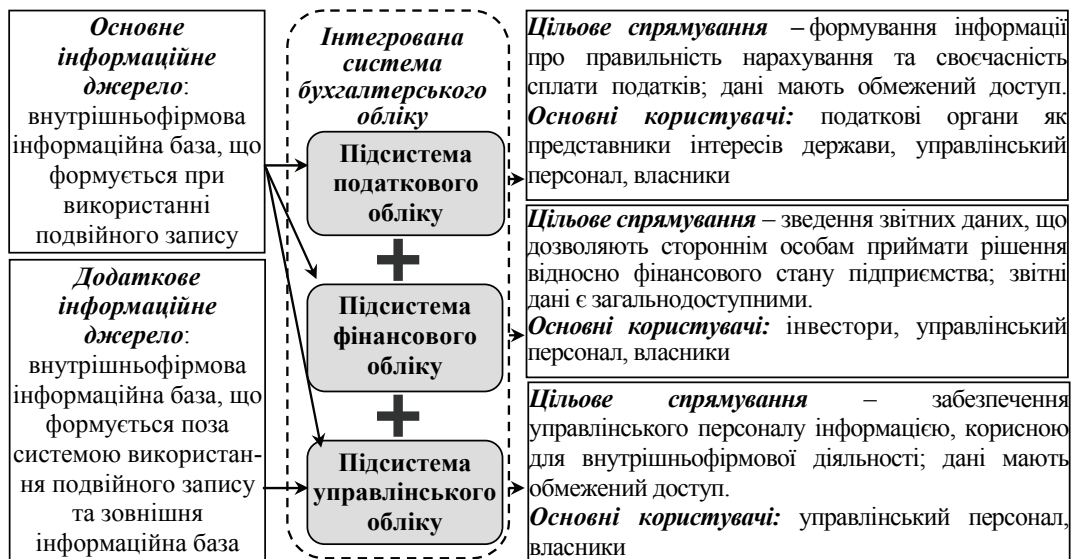 Основне
інформаційне
джерело:
внутрішньофірмова
інформаційна база, що
формується при
використанні
подвійного запису
Додаткове
інформаційне
джерело:
внутрішньофірмова
інформаційна база, що
формується поза
системою використан-
ня подвійного запису
та зовнішня
інформаційна база
Інтегрована
система
бухгалтерського
обліку
Підсистема
податкового
обліку
Підсистема
фінансового
обліку
Підсистема
управлінського
обліку
Цільове спрямування – формування інформації
про правильність нарахування та своєчасність
сплати податків; дані мають обмежений доступ.
Основні користувачі: податкові органи як
представники інтересів держави, управлінський
персонал, власники
Цільове спрямування – зведення звітних даних, що
дозволяють стороннім особам приймати рішення
відносно фінансового стану підприємства; звітні
дані є загальнодоступними.
Основні користувачі: інвестори, управлінський
персонал, власники
Цільове спрямування – забезпечення
управлінського персоналу інформацією, корисною
для внутрішньофірмової діяльності; дані мають
обмежений доступ.
Основні користувачі: управлінський персонал,
власники